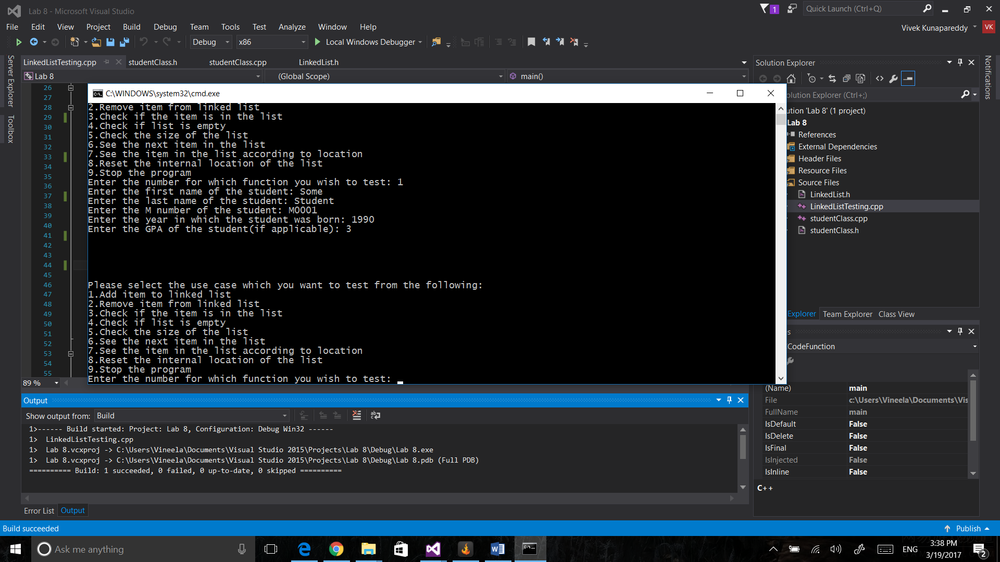 Lab 8 - Microsoft Visual Studio
1
Quick Launch (Ctrl+Q)
File Edit View Project Build Debug Team Tools Test Analyze Window Help
Vivek Kunapareddy
VK
Debug x86 Local Windows Debugger
Server Explorer
Toolbox
LinkedListTesting.cpp studentClass.h studentClass.cpp LinkedList.h
Lab 8 (Global Scope) main()
26
27
28
29
30
31
32
33
34
35
36
37
38
39
40
41
42
43
44
45
46
47
48
49
50
51
52
53
54
55
89 %
C:\WINDOWS\system32\cmd.exe
2.Remove item from linked list
3.Check if the item is in the list
4.Check if list is empty
5.Check the size of the list
6.See the next item in the list
7.See the item in the list according to location
8.Reset the internal location of the list
9.Stop the program
Enter the number for which function you wish to test: 1
Enter the first name of the student: Some
Enter the last name of the student: Student
Enter the M number of the student: M0001
Enter the year in which the student was born: 1990
Enter the GPA of the student(if applicable): 3
Please select the use case which you want to test from the following:
1.Add item to linked list
2.Remove item from linked list
3.Check if the item is in the list
4.Check if list is empty
5.Check the size of the list
6.See the next item in the list
7.See the item in the list according to location
8.Reset the internal location of the list
9.Stop the program
Enter the number for which function you wish to test:
Solution Explorer
olution Explorer (Ctrl+;)
ution 'Lab 8' (1 project)
Lab 8
References
External Dependencies
Header Files
Resource Files
Source Files
LinkedList.h
LinkedListTesting.cpp
studentClass.cpp
studentClass.h
Explorer Team Explorer Class View
Notifications
s
CodeFunction
(Name) main
File c:\Users\Vineela\Documents\Vis
FullName main
IsDefault False
IsDelete False
IsFinal False
IsInjected False
IsInline False
C++
Output
Show output from: Build
1>------ Build started: Project: Lab 8, Configuration: Debug Win32 ------
1> LinkedListTesting.cpp
1> Lab 8.vcxproj -> C:\Users\Vineela\Documents\Visual Studio 2015\Projects\Lab 8\Debug\Lab 8.exe
1> Lab 8.vcxproj -> C:\Users\Vineela\Documents\Visual Studio 2015\Projects\Lab 8\Debug\Lab 8.pdb (Full PDB)
========== Build: 1 succeeded, 0 failed, 0 up-to-date, 0 skipped ==========
Error List Output
Build succeeded
Publish
Ask me anything
ENG
3:38 PM
3/19/2017
2